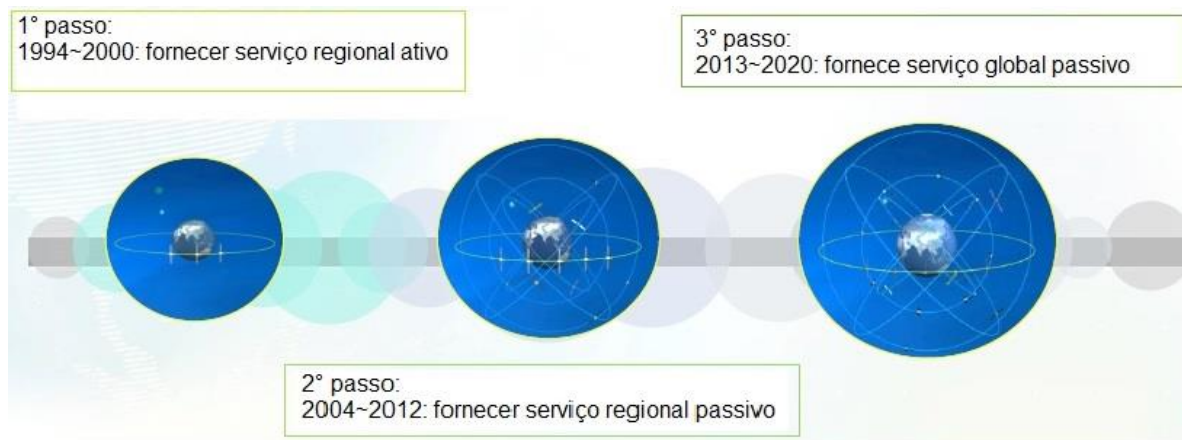 1° passo:
1994~2000: fornecer serviço regional ativo
2° passo:
2004~2012: fornecer serviço regional passivo
3° passo:
2013~2020: fornece serviço global passivo